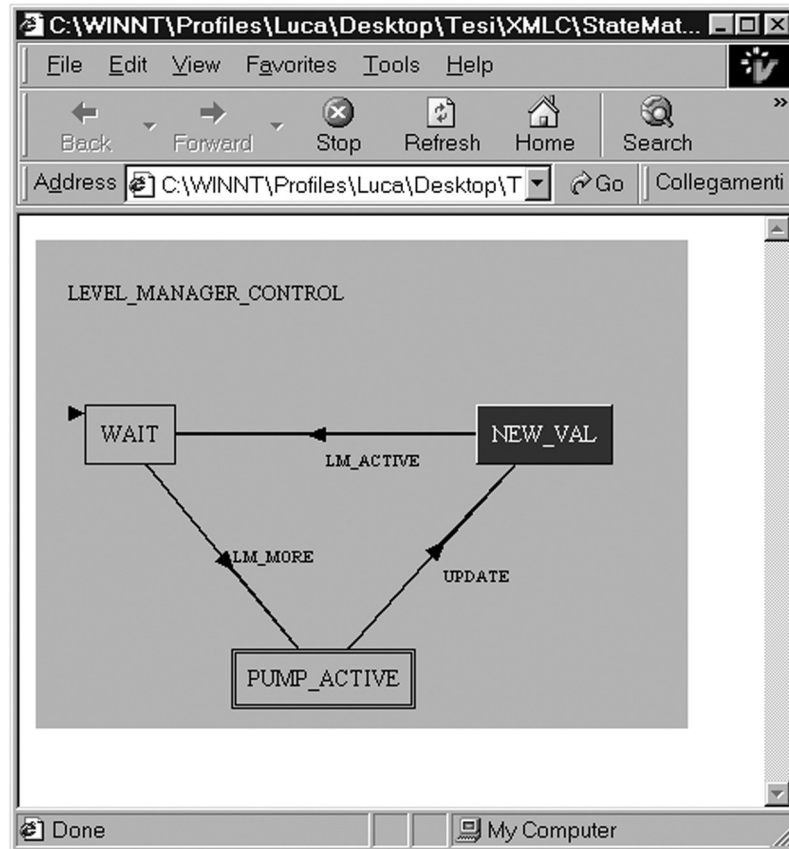 C:\WINNT\Profiles\Luca\Desktop\Tesi\XMLC\StateMat...
File Edit View Favorites Tools Help
Back Forward Stop Refresh Home Search »
Address C:\WINNT\Profiles\Luca\Desktop\T Go Collegamenti
LEVEL_MANAGER_CONTROL
WAIT NEW_VAL
LM_ACTIVE
LM_MORE
UPDATE
PUMP_ACTIVE
Done My Computer